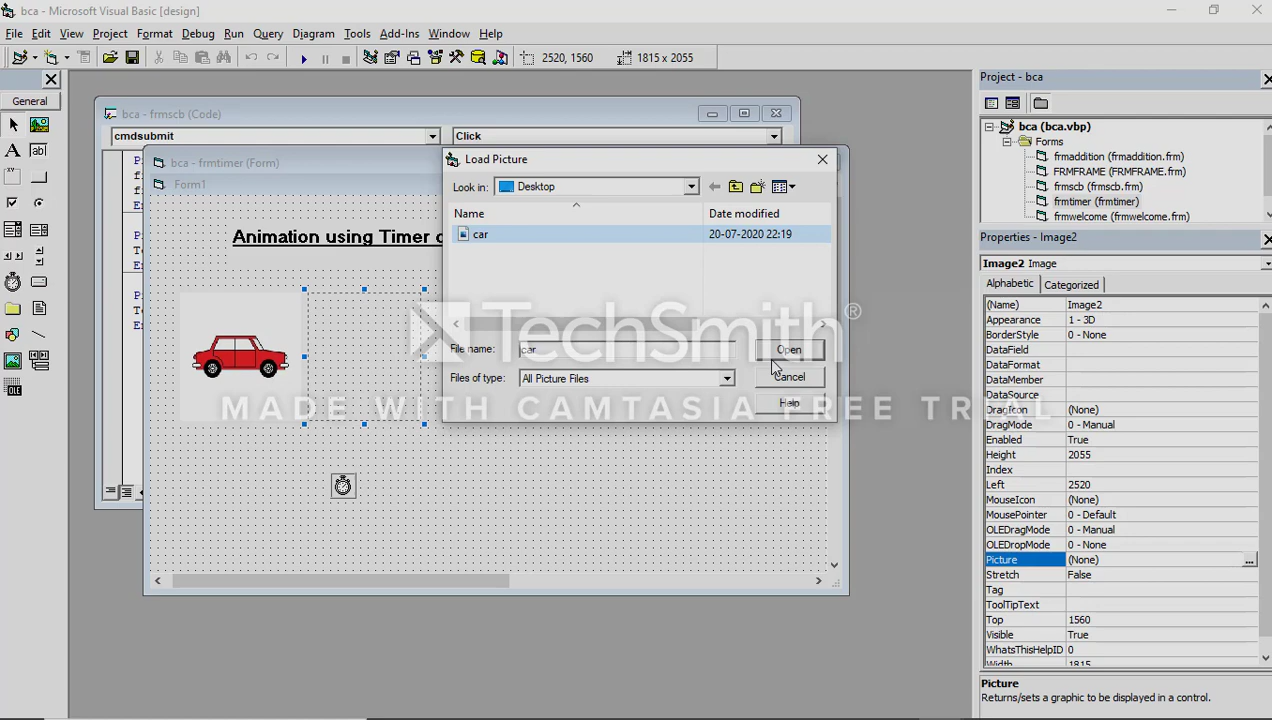 bca - Microsoft Visual Basic [design]
File Edit View Project Format Debug Run Query Diagram Tools Add-Ins Window Help
2520, 1560 1815 x 2055
General
bca - frmscb (Code)
cmdsubmit Click
bca - frmtimer (Form)
Form1
Animation using Timer
Load Picture
Look in: Desktop
Name Date modified
car 20-07-2020 22:19
File name: car Open
Files of type: All Picture Files Cancel
Help
TechSmith®
MADE WITH CAMTASIA FREE TRIAL
Project - bca
bca (bca.vbp)
Forms
frmaddition (frmaddition.frm)
FRMFRAME (FRMFRAME.frm)
frmscb (frmscb.frm)
frmtimer (frmtimer.frm)
frmwelcome (frmwelcome.frm)
Properties - Image2
Image2 Image
Alphabetic Categorized
(Name) Image2
Appearance 1 - 3D
BorderStyle 0 - None
DataField
DataFormat
DataMember
DataSource
DragIcon (None)
DragMode 0 - Manual
Enabled True
Height 2055
Index
Left 2520
MouseIcon (None)
MousePointer 0 - Default
OLEDragMode 0 - Manual
OLEDropMode 0 - None
Picture (None) ...
Stretch False
Tag
ToolTipText
Top 1560
Visible True
WhatsThisHelpID 0
Width 1815
Picture
Returns/sets a graphic to be displayed in a control.